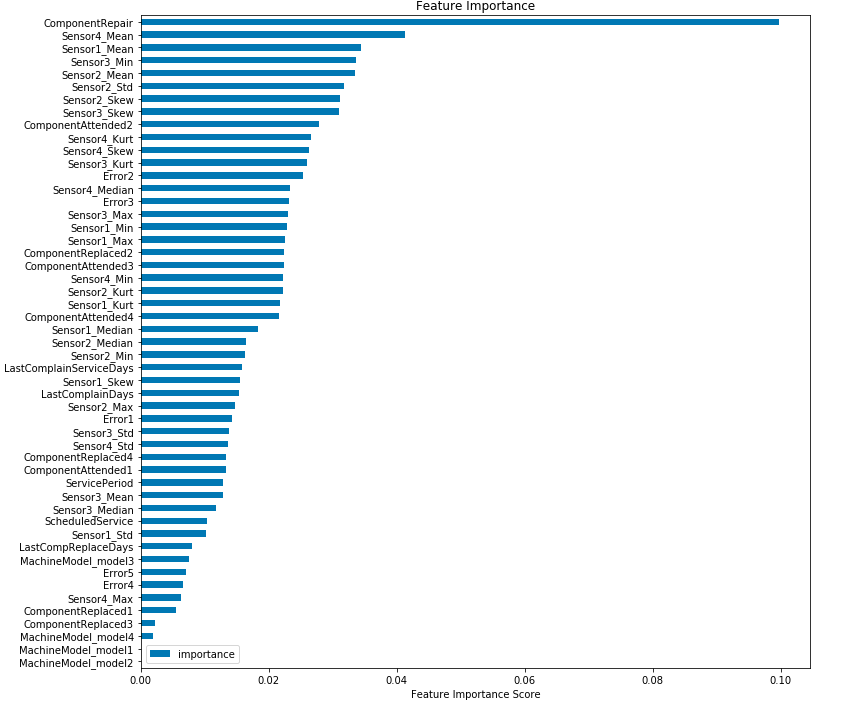 Feature Importance
ComponentRepair
Sensor4_Mean
Sensor1_Mean
Sensor3_Min
Sensor2_Mean
Sensor2_Std
Sensor2_Skew
Sensor3_Skew
ComponentAttended2
Sensor4_Kurt
Sensor4_Skew
Sensor3_Kurt
Error2
Sensor4_Median
Error3
Sensor3_Max
Sensor1_Min
Sensor1_Max
ComponentReplaced2
ComponentAttended3
Sensor4_Min
Sensor2_Kurt
Sensor1_Kurt
ComponentAttended4
Sensor1_Median
Sensor2_Median
Sensor2_Min
LastComplainServiceDays
Sensor1_Skew
LastComplainDays
Sensor2_Max
Error1
Sensor3_Std
Sensor4_Std
ComponentReplaced4
ComponentAttended1
ServicePeriod
Sensor3_Mean
Sensor3_Median
ScheduledService
Sensor1_Std
LastCompReplaceDays
MachineModel_model3
Error5
Error4
Sensor4_Max
ComponentReplaced1
ComponentReplaced3
MachineModel_model4
MachineModel_model1
MachineModel_model2
importance
0.00 0.02 0.04 0.06 0.08 0.10
Feature Importance Score